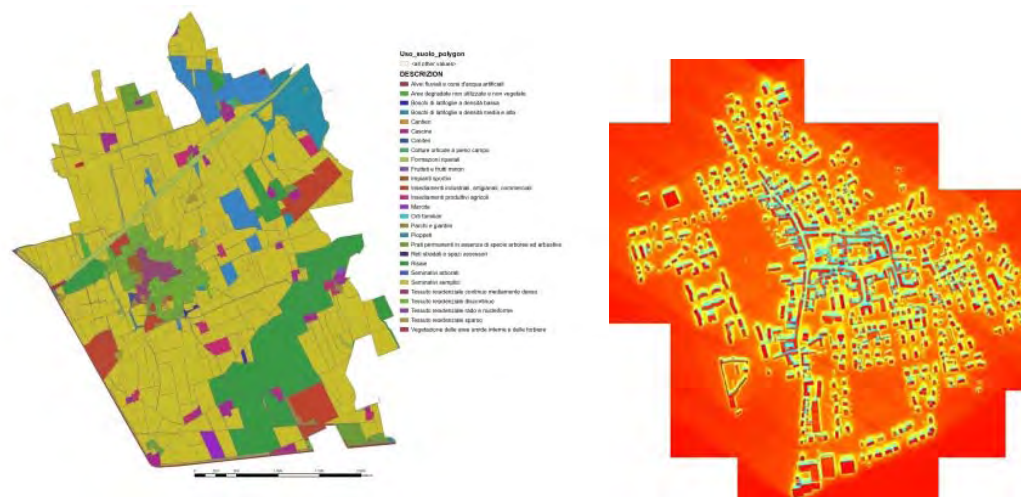 Uso_suolo_polygon
<all other values>
DESCRIZION
Alvei fluviali e corsi d'acqua artificiali
Aree degradate non utilizzate e non vegetate
Boschi di latifoglie a densità bassa
Boschi di latifoglie a densità media e alta
Cantieri
Cascine
Cimiteri
Colture orticole a pieno campo
Formazioni ripariali
Frutteti e frutti minori
Impianti sportivi
Insediamenti industriali, artigianali, commerciali
Insediamenti produttivi agricoli
Marcite
Orti familiari
Parchi e giardini
Pioppeti
Prati permanenti in assenza di specie arboree ed arbustive
Reti stradali e spazi accessori
Risaie
Seminativi arborati
Seminativi semplici
Tessuto residenziale continuo mediamente denso
Tessuto residenziale discontinuo
Tessuto residenziale rado e nucleiforme
Tessuto residenziale sparso
Vegetazione delle aree umide interne e delle torbiere